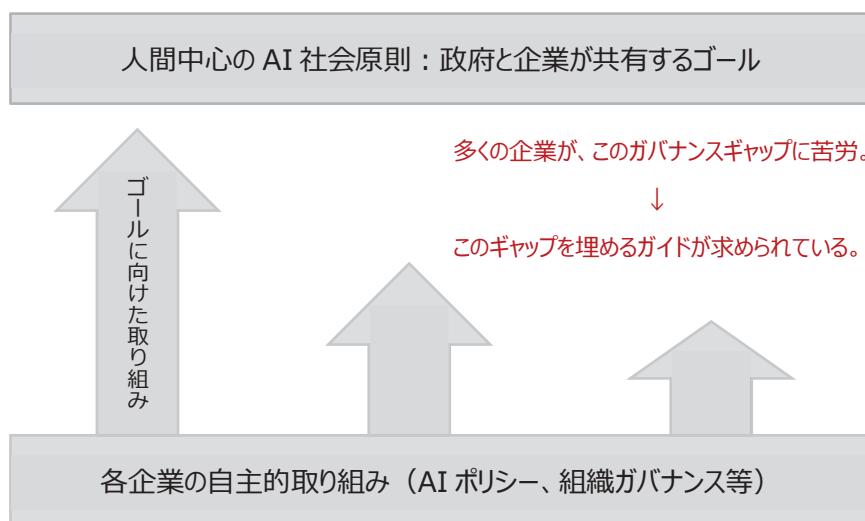 人間中心の AI 社会原則：政府と企業が共有するゴール
多くの企業が、このガバナンスギャップに苦労。
↓
このギャップを埋めるガイドが求められている。
ゴールに向けた取り組み
各企業の自主的取り組み（AI ポリシー、組織ガバナンス等）